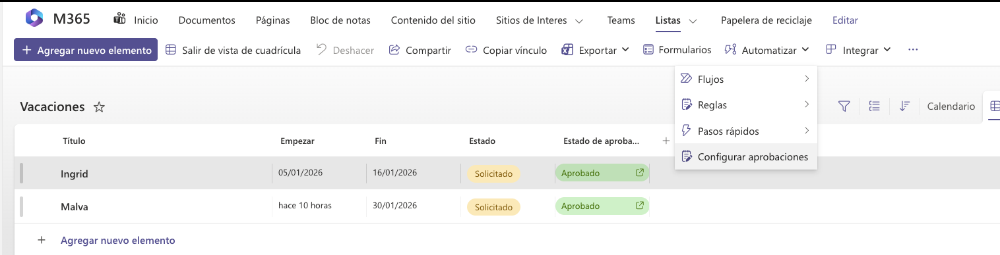 M365 Inicio Documentos Páginas Bloc de notas Contenido del sitio Sitios de Interes Teams Listas Papelera de reciclaje Editar
+ Agregar nuevo elemento Salir de vista de cuadrícula Deshacer Compartir Copiar vínculo Exportar Formularios Automatizar Integrar ...
Flujos
Reglas
Pasos rápidos
Configurar aprobaciones
Vacaciones
Calendario
Título Empezar Fin Estado Estado de aproba... +
Ingrid 05/01/2026 16/01/2026 Solicitado Aprobado
Malva hace 10 horas 30/01/2026 Solicitado Aprobado
+ Agregar nuevo elemento